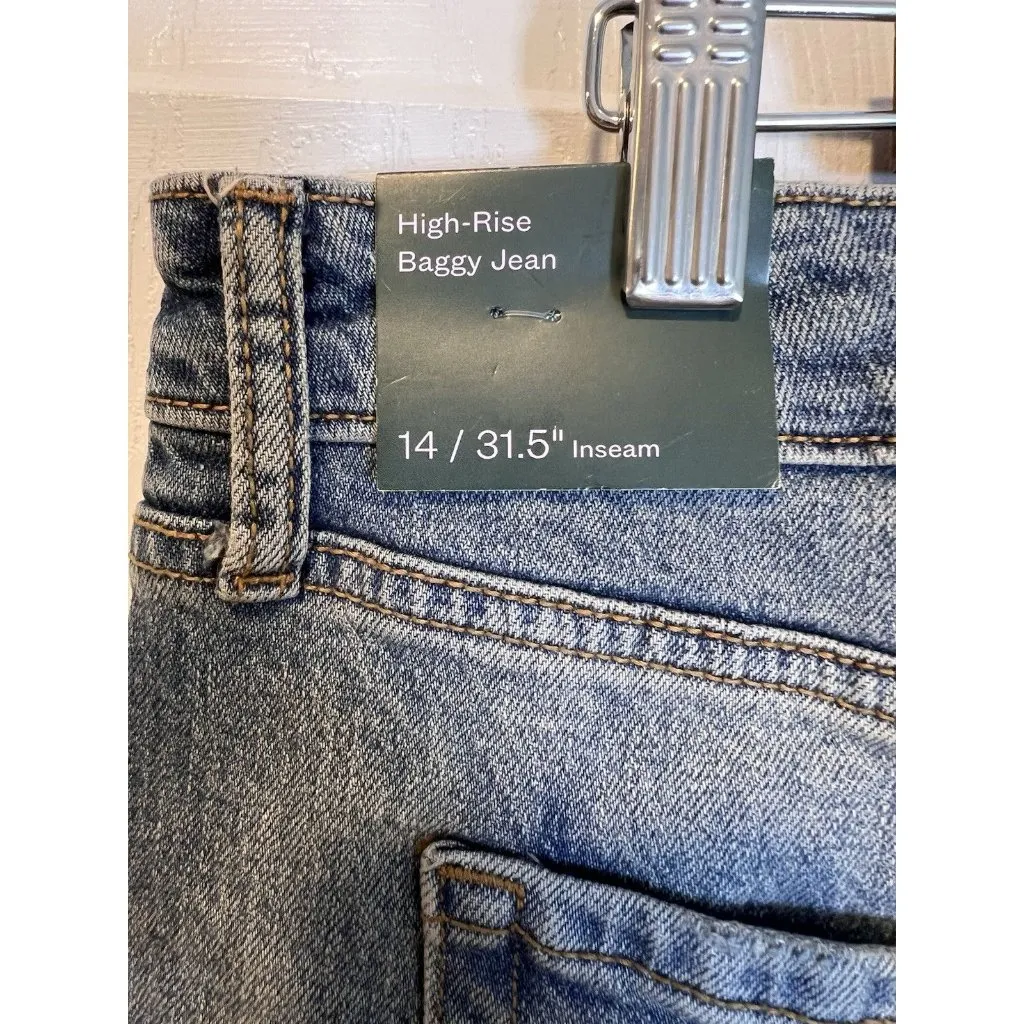 High-Rise
Baggy Jean
14 / 31.5" Inseam